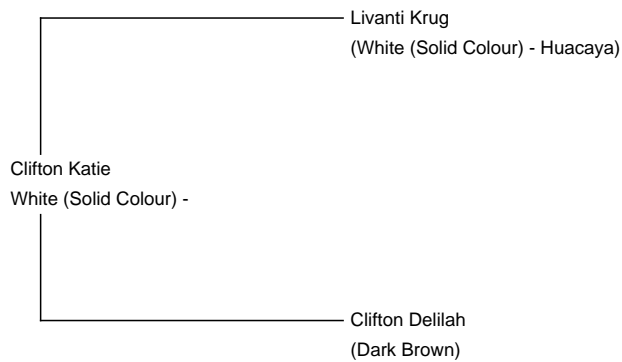 Livanti Krug
(White (Solid Colour) - Huacaya)
Clifton Katie
White (Solid Colour) -
Clifton Delilah
(Dark Brown)